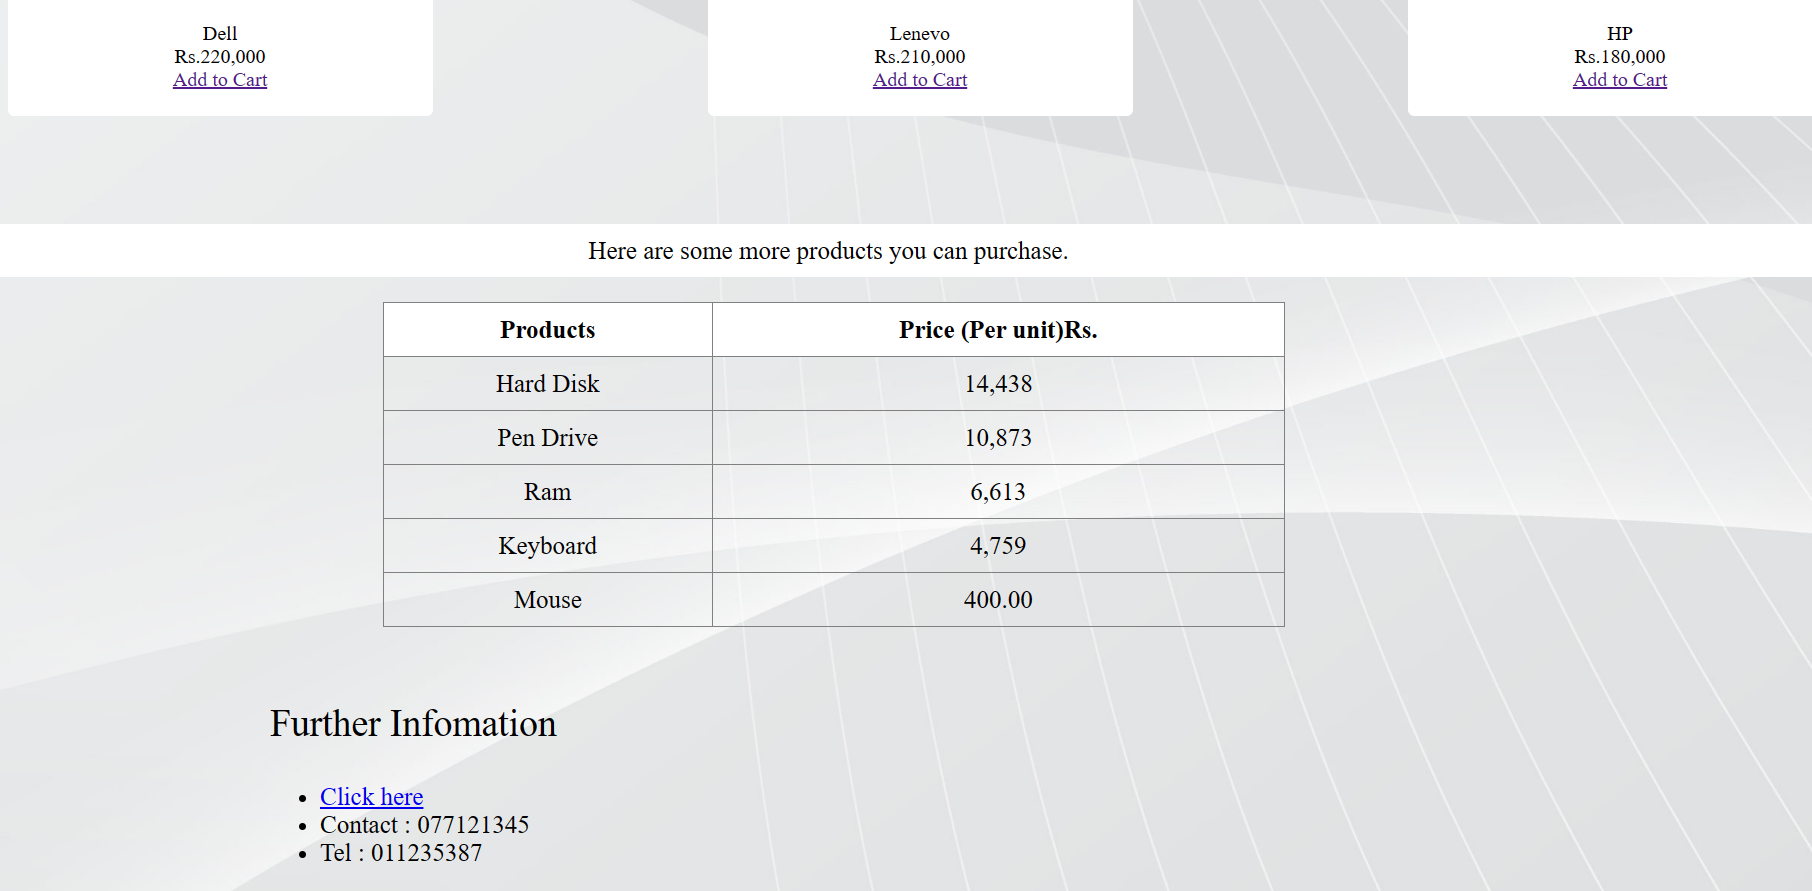 Dell
Rs.220,000
Add to Cart
Lenevo
Rs.210,000
Add to Cart
HP
Rs.180,000
Add to Cart
Here are some more products you can purchase.
Products Price (Per unit)Rs.
Hard Disk 14,438
Pen Drive 10,873
Ram 6,613
Keyboard 4,759
Mouse 400.00
Further Infomation
Click here
Contact : 077121345
Tel : 011235387